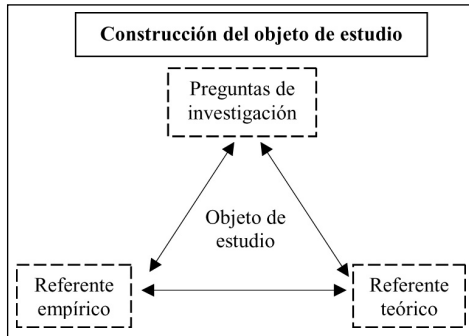 Construcción del objeto de estudio
Preguntas de
investigación
Objeto de
estudio
Referente
empírico
Referente
teórico